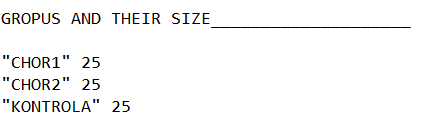 GROPUS AND THEIR SIZE____________________
"CHOR1" 25
"CHOR2" 25
"KONTROLA" 25